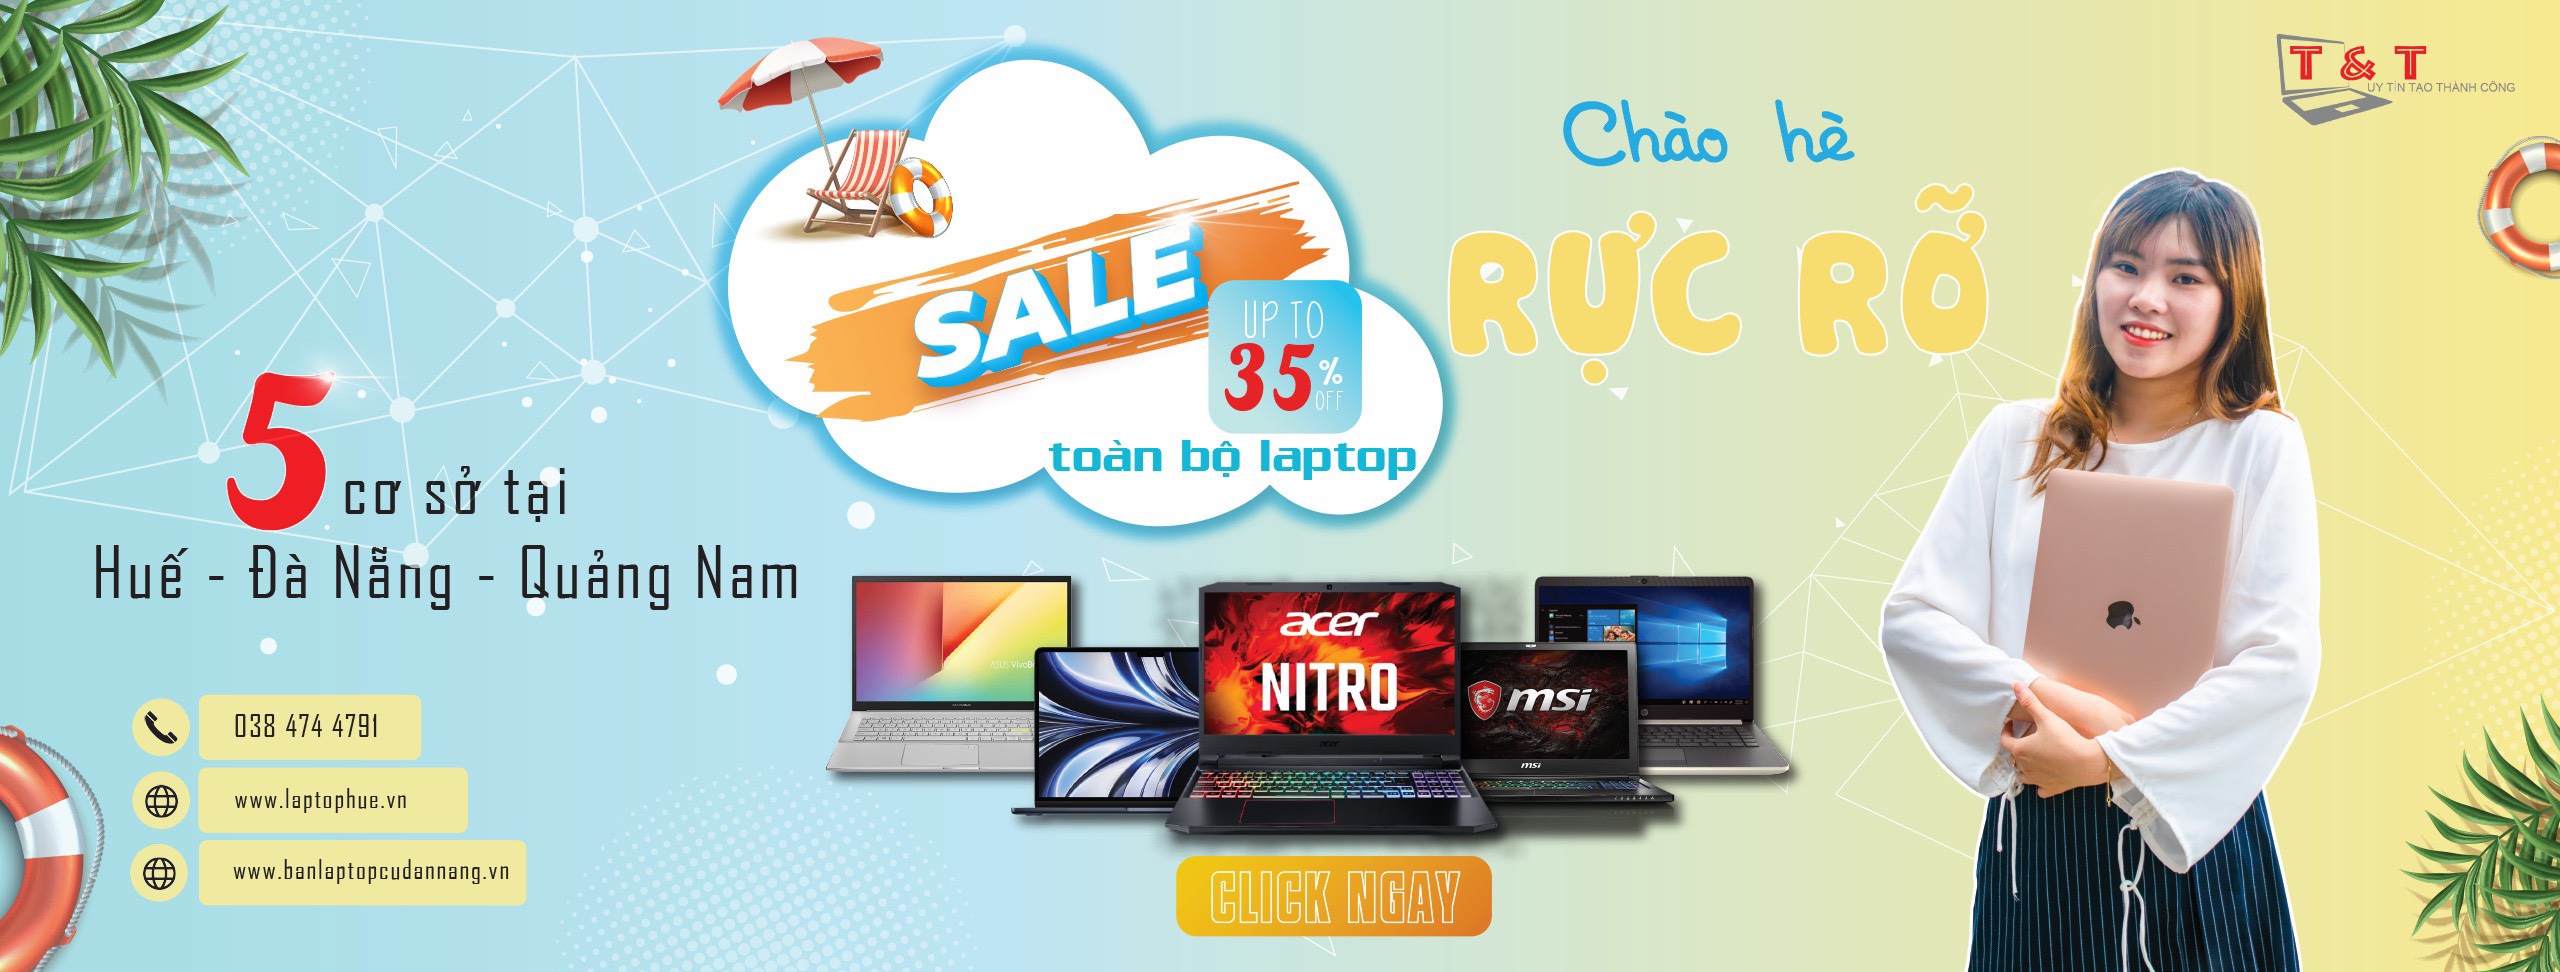 T & T
UY TÍN TẠO THÀNH CÔNG
Chào hè
RỰC RỠ
SALE
UP TO
35%
OFF
toàn bộ laptop
5 cơ sở tại
Huế - Đà Nẵng - Quảng Nam
038 474 4791
www.laptophue.vn
www.banlaptopcudannang.vn
ASUS VivoBo
acer
NITRO
acer
msi
msi
CLICK NGAY